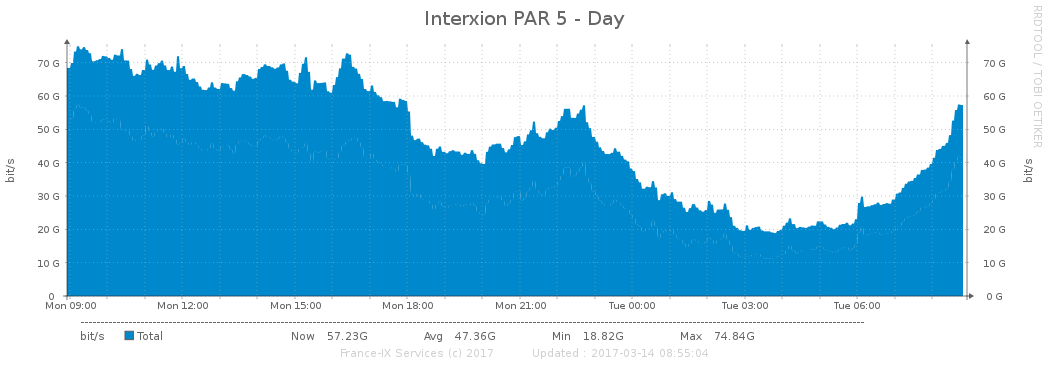 Interxion PAR 5 - Day
RRDTOOL / TOBI OETIKER
bit/s
bit/s
70 G 70 G
60 G 60 G
50 G 50 G
40 G 40 G
30 G 30 G
20 G 20 G
10 G 10 G
0 0 G
Mon 09:00 Mon 12:00 Mon 15:00 Mon 18:00 Mon 21:00 Tue 00:00 Tue 03:00 Tue 06:00
bit/s Total Now 57.23G Avg 47.36G Min 18.82G Max 74.84G
France-IX Services (c) 2017 Updated : 2017-03-14 08:55:04